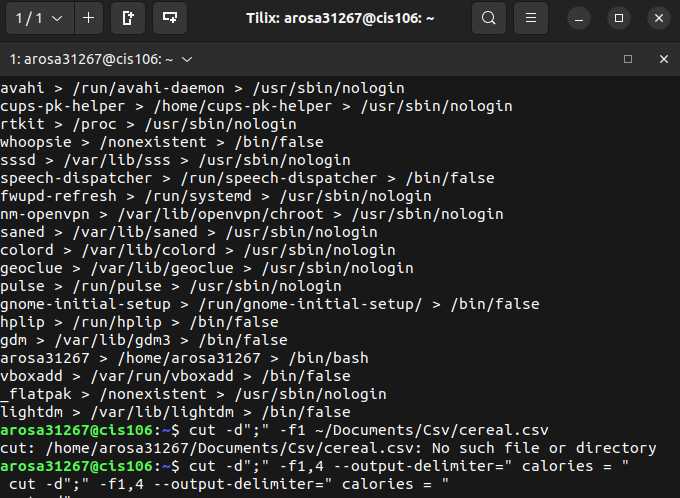 1 / 1
Tilix: arosa31267@cis106: ~
1: arosa31267@cis106: ~
avahi > /run/avahi-daemon > /usr/sbin/nologin
cups-pk-helper > /home/cups-pk-helper > /usr/sbin/nologin
rtkit > /proc > /usr/sbin/nologin
whoopsie > /nonexistent > /bin/false
sssd > /var/lib/sss > /usr/sbin/nologin
speech-dispatcher > /run/speech-dispatcher > /bin/false
fwupd-refresh > /run/systemd > /usr/sbin/nologin
nm-openvpn > /var/lib/openvpn/chroot > /usr/sbin/nologin
saned > /var/lib/saned > /usr/sbin/nologin
colord > /var/lib/colord > /usr/sbin/nologin
geoclue > /var/lib/geoclue > /usr/sbin/nologin
pulse > /run/pulse > /usr/sbin/nologin
gnome-initial-setup > /run/gnome-initial-setup/ > /bin/false
hplip > /run/hplip > /bin/false
gdm > /var/lib/gdm3 > /bin/false
arosa31267 > /home/arosa31267 > /bin/bash
vboxadd > /var/run/vboxadd > /bin/false
_flatpak > /nonexistent > /usr/sbin/nologin
lightdm > /var/lib/lightdm > /bin/false
arosa31267@cis106:~$ cut -d";" -f1 ~/Documents/Csv/cereal.csv
cut: /home/arosa31267/Documents/Csv/cereal.csv: No such file or directory
arosa31267@cis106:~$ cut -d";" -f1,4 --output-delimiter=" calories = "
cut -d";" -f1,4 --output-delimiter=" calories = "